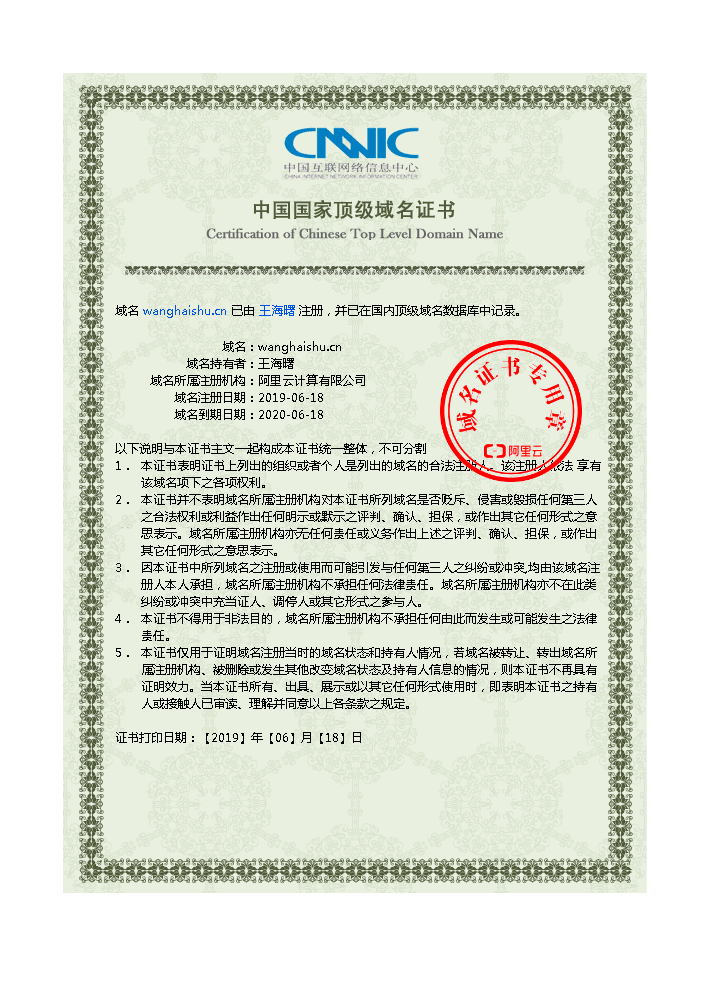 CNNIC
中国互联网络信息中心
CHINA INTERNET NETWORK INFORMATION CENTER
中国国家顶级域名证书
Certification of Chinese Top Level Domain Name
域名 wanghaishu.cn 已由 王海曙 注册，并已在国内顶级域名数据库中记录。
域名：wanghaishu.cn
域名持有者：王海曙
域名所属注册机构：阿里云计算有限公司
域名注册日期：2019-06-18
域名到期日期：2020-06-18
域名证书专用章
阿里云
以下说明与本证书主文一起构成本证书统一整体，不可分割
1． 本证书表明证书上列出的组织或者个人是列出的域名的合法注册人。该注册人依法 享有
该域名项下之各项权利。
2． 本证书并不表明域名所属注册机构对本证书所列域名是否贬斥、侵害或毁损任何第三人
之合法权利或利益作出任何明示或默示之评判、确认、担保，或作出其它任何形式之意
思表示。域名所属注册机构亦无任何责任或义务作出上述之评判、确认、担保，或作出
其它任何形式之意思表示。
3． 因本证书中所列域名之注册或使用而可能引发与任何第三人之纠纷或冲突,均由该域名注
册人本人承担，域名所属注册机构不承担任何法律责任。域名所属注册机构亦不在此类
纠纷或冲突中充当证人、调停人或其它形式之参与人。
4． 本证书不得用于非法目的，域名所属注册机构不承担任何由此而发生或可能发生之法律
责任。
5． 本证书仅用于证明域名注册当时的域名状态和持有人情况，若域名被转让、转出域名所
属注册机构、被删除或发生其他改变域名状态及持有人信息的情况，则本证书不再具有
证明效力。当本证书所有、出具、展示或以其它任何形式使用时，即表明本证书之持有
人或接触人已审读、理解并同意以上各条款之规定。
证书打印日期：【2019】年【06】月【18】日